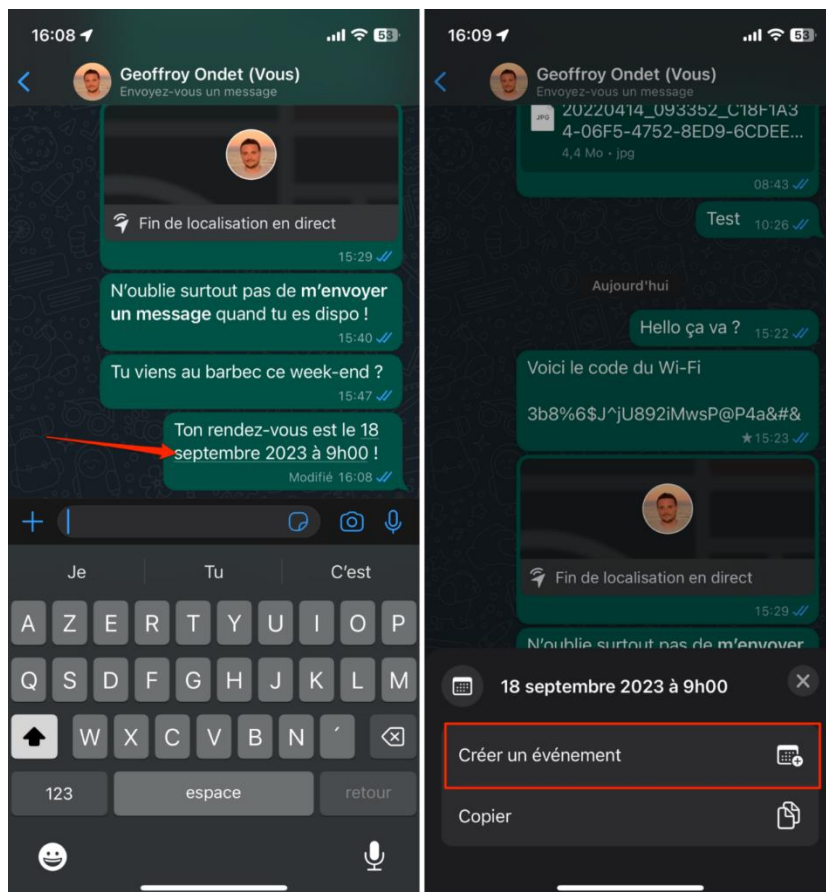 16:08
53
Geoffroy Ondet (Vous)
Envoyez-vous un message
Fin de localisation en direct
15:29
N'oublie surtout pas de m'envoyer
un message quand tu es dispo !
15:40
Tu viens au barbec ce week-end ?
15:47
Ton rendez-vous est le 18
septembre 2023 à 9h00 !
Modifié 16:08
Je Tu C'est
A Z E R T Y U I O P
Q S D F G H J K L M
W X C V B N ´
123 espace retour
16:09
53
Geoffroy Ondet (Vous)
Envoyez-vous un message
JPG
20220414_093352_C18F1A3
4-06F5-4752-8ED9-6CDEE...
4,4 Mo • jpg
08:43
Test 10:26
Aujourd'hui
Hello ça va ? 15:22
Voici le code du Wi-Fi
3b8%6$J^jU892iMwsP@P4a&#&
★ 15:23
Fin de localisation en direct
15:29
N'oublie surtout pas de m'envoyer
18 septembre 2023 à 9h00
Créer un événement
Copier